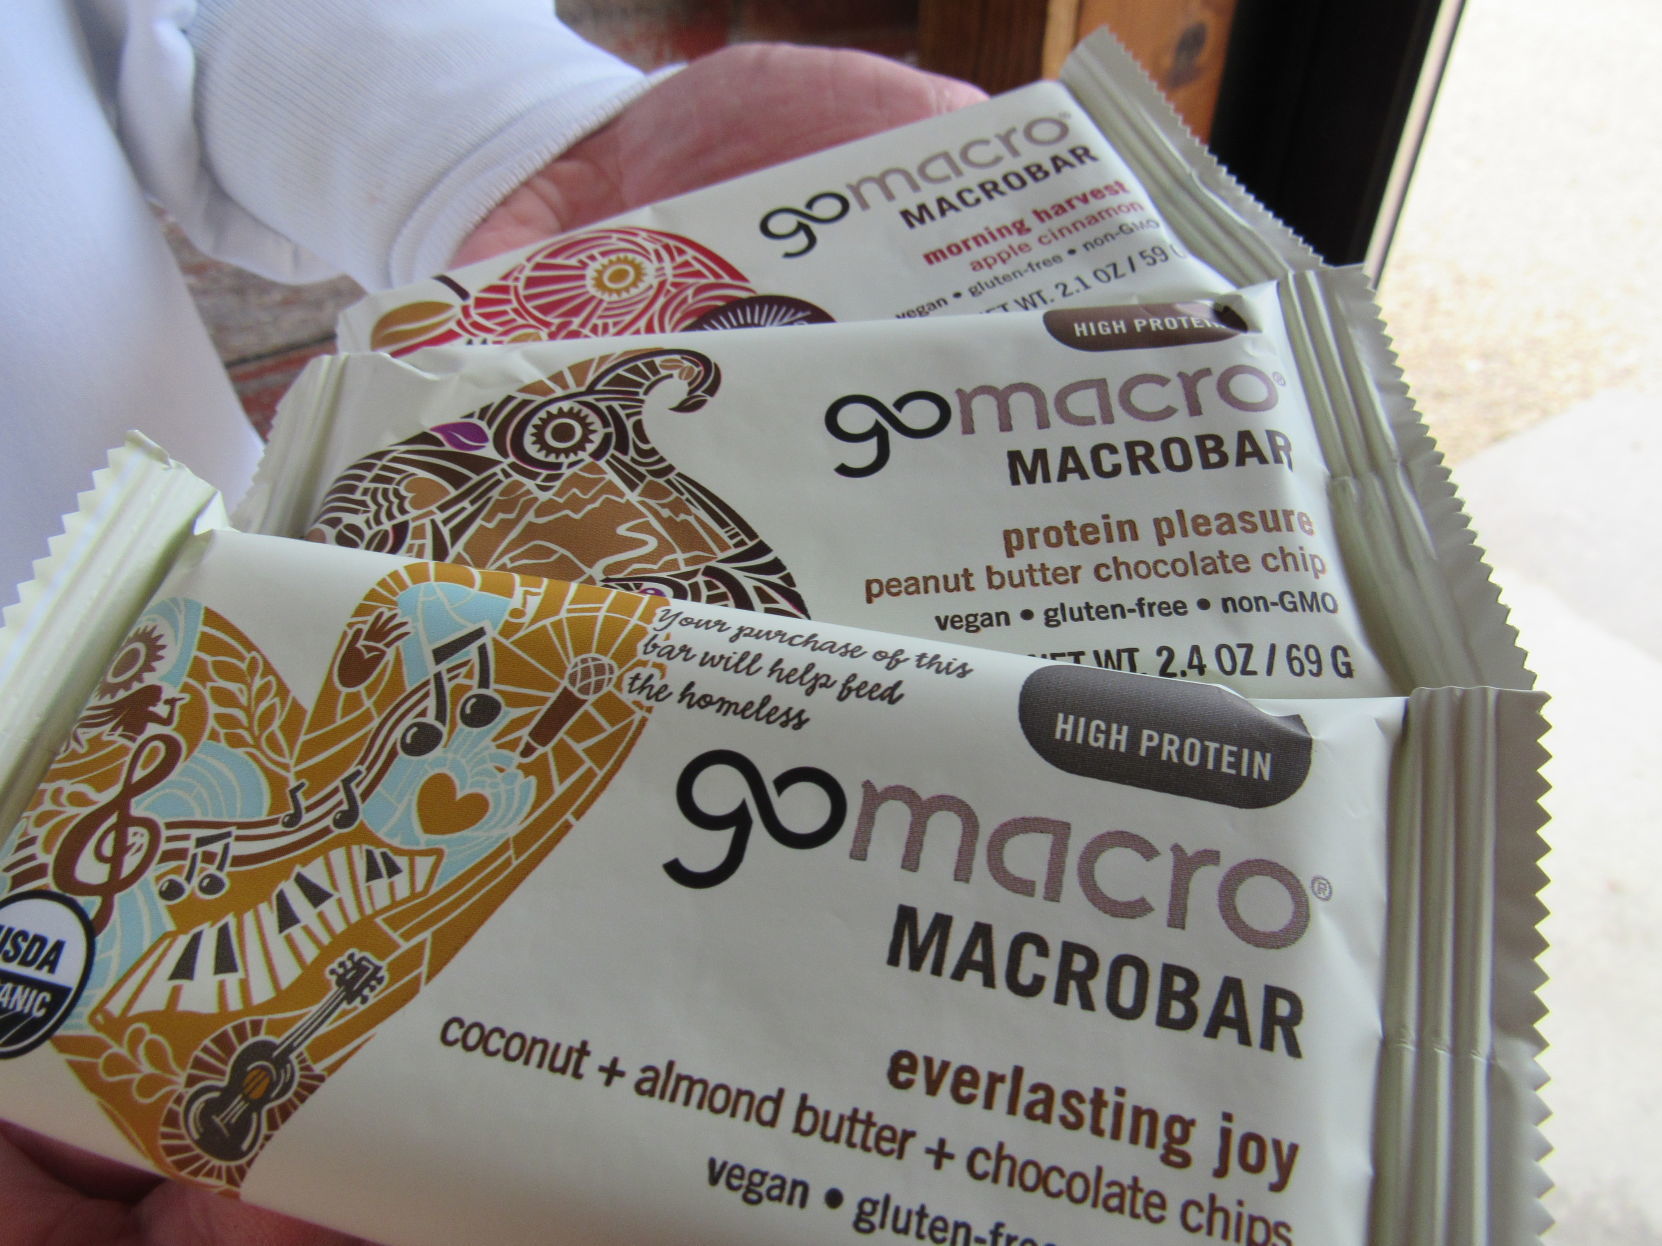 gomacro®
MACROBAR
morning harvest
apple cinnamon
vegan • gluten-free • non-GMO
WT. 2.1 OZ / 59
HIGH PROTEIN
gomacro®
MACROBAR
protein pleasure
peanut butter chocolate chip
vegan • gluten-free • non-GMO
NET WT. 2.4 OZ / 69 G
Your purchase of this
bar will help feed
the homeless
HIGH PROTEIN
gomacro®
MACROBAR
everlasting joy
coconut + almond butter + chocolate chips
vegan • gluten-free
USDA
ANIC